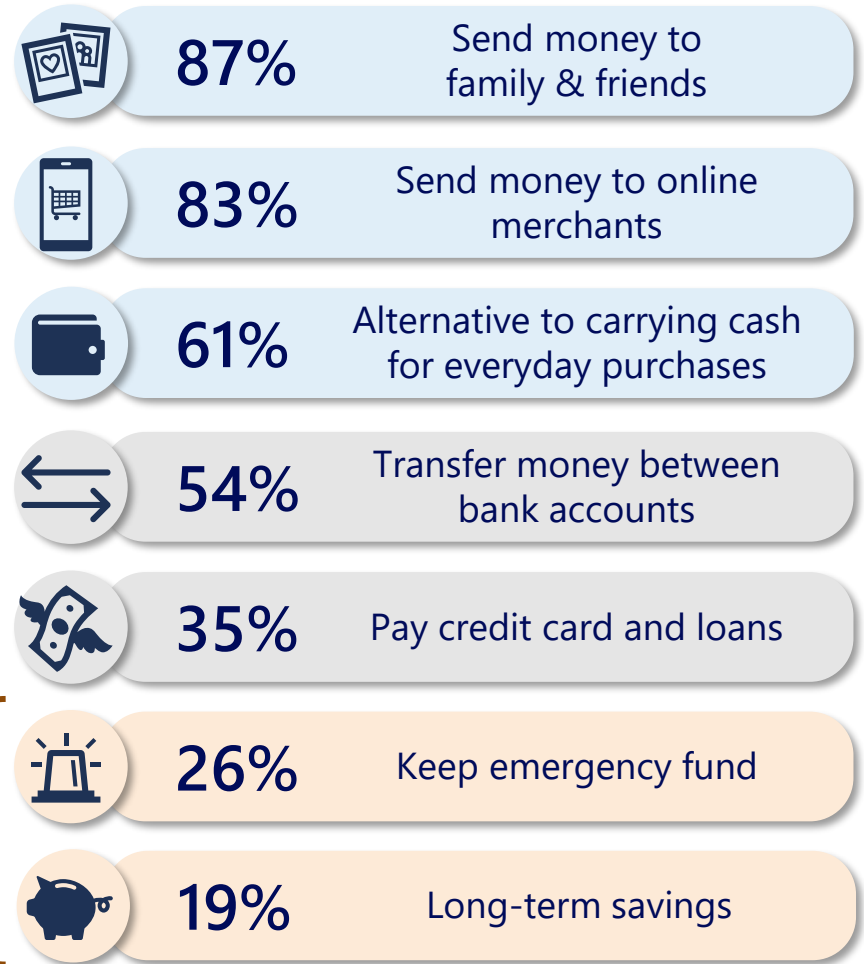 87%
Send money to
family & friends
83%
Send money to online
merchants
61%
Alternative to carrying cash
for everyday purchases
54%
Transfer money between
bank accounts
35%
Pay credit card and loans
26%
Keep emergency fund
19%
Long-term savings